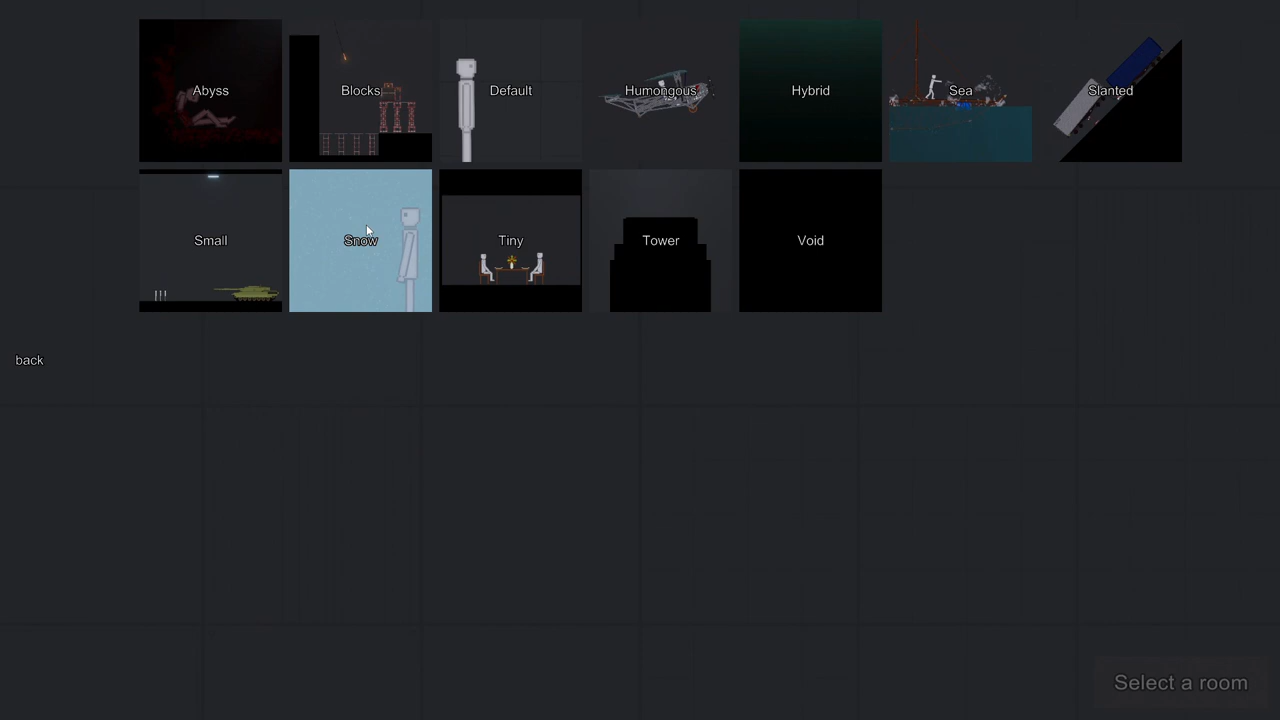 Abyss
Blocks
Default
Humongous
Hybrid
Sea
Slanted
Small
Snow
Tiny
Tower
Void
back
Select a room